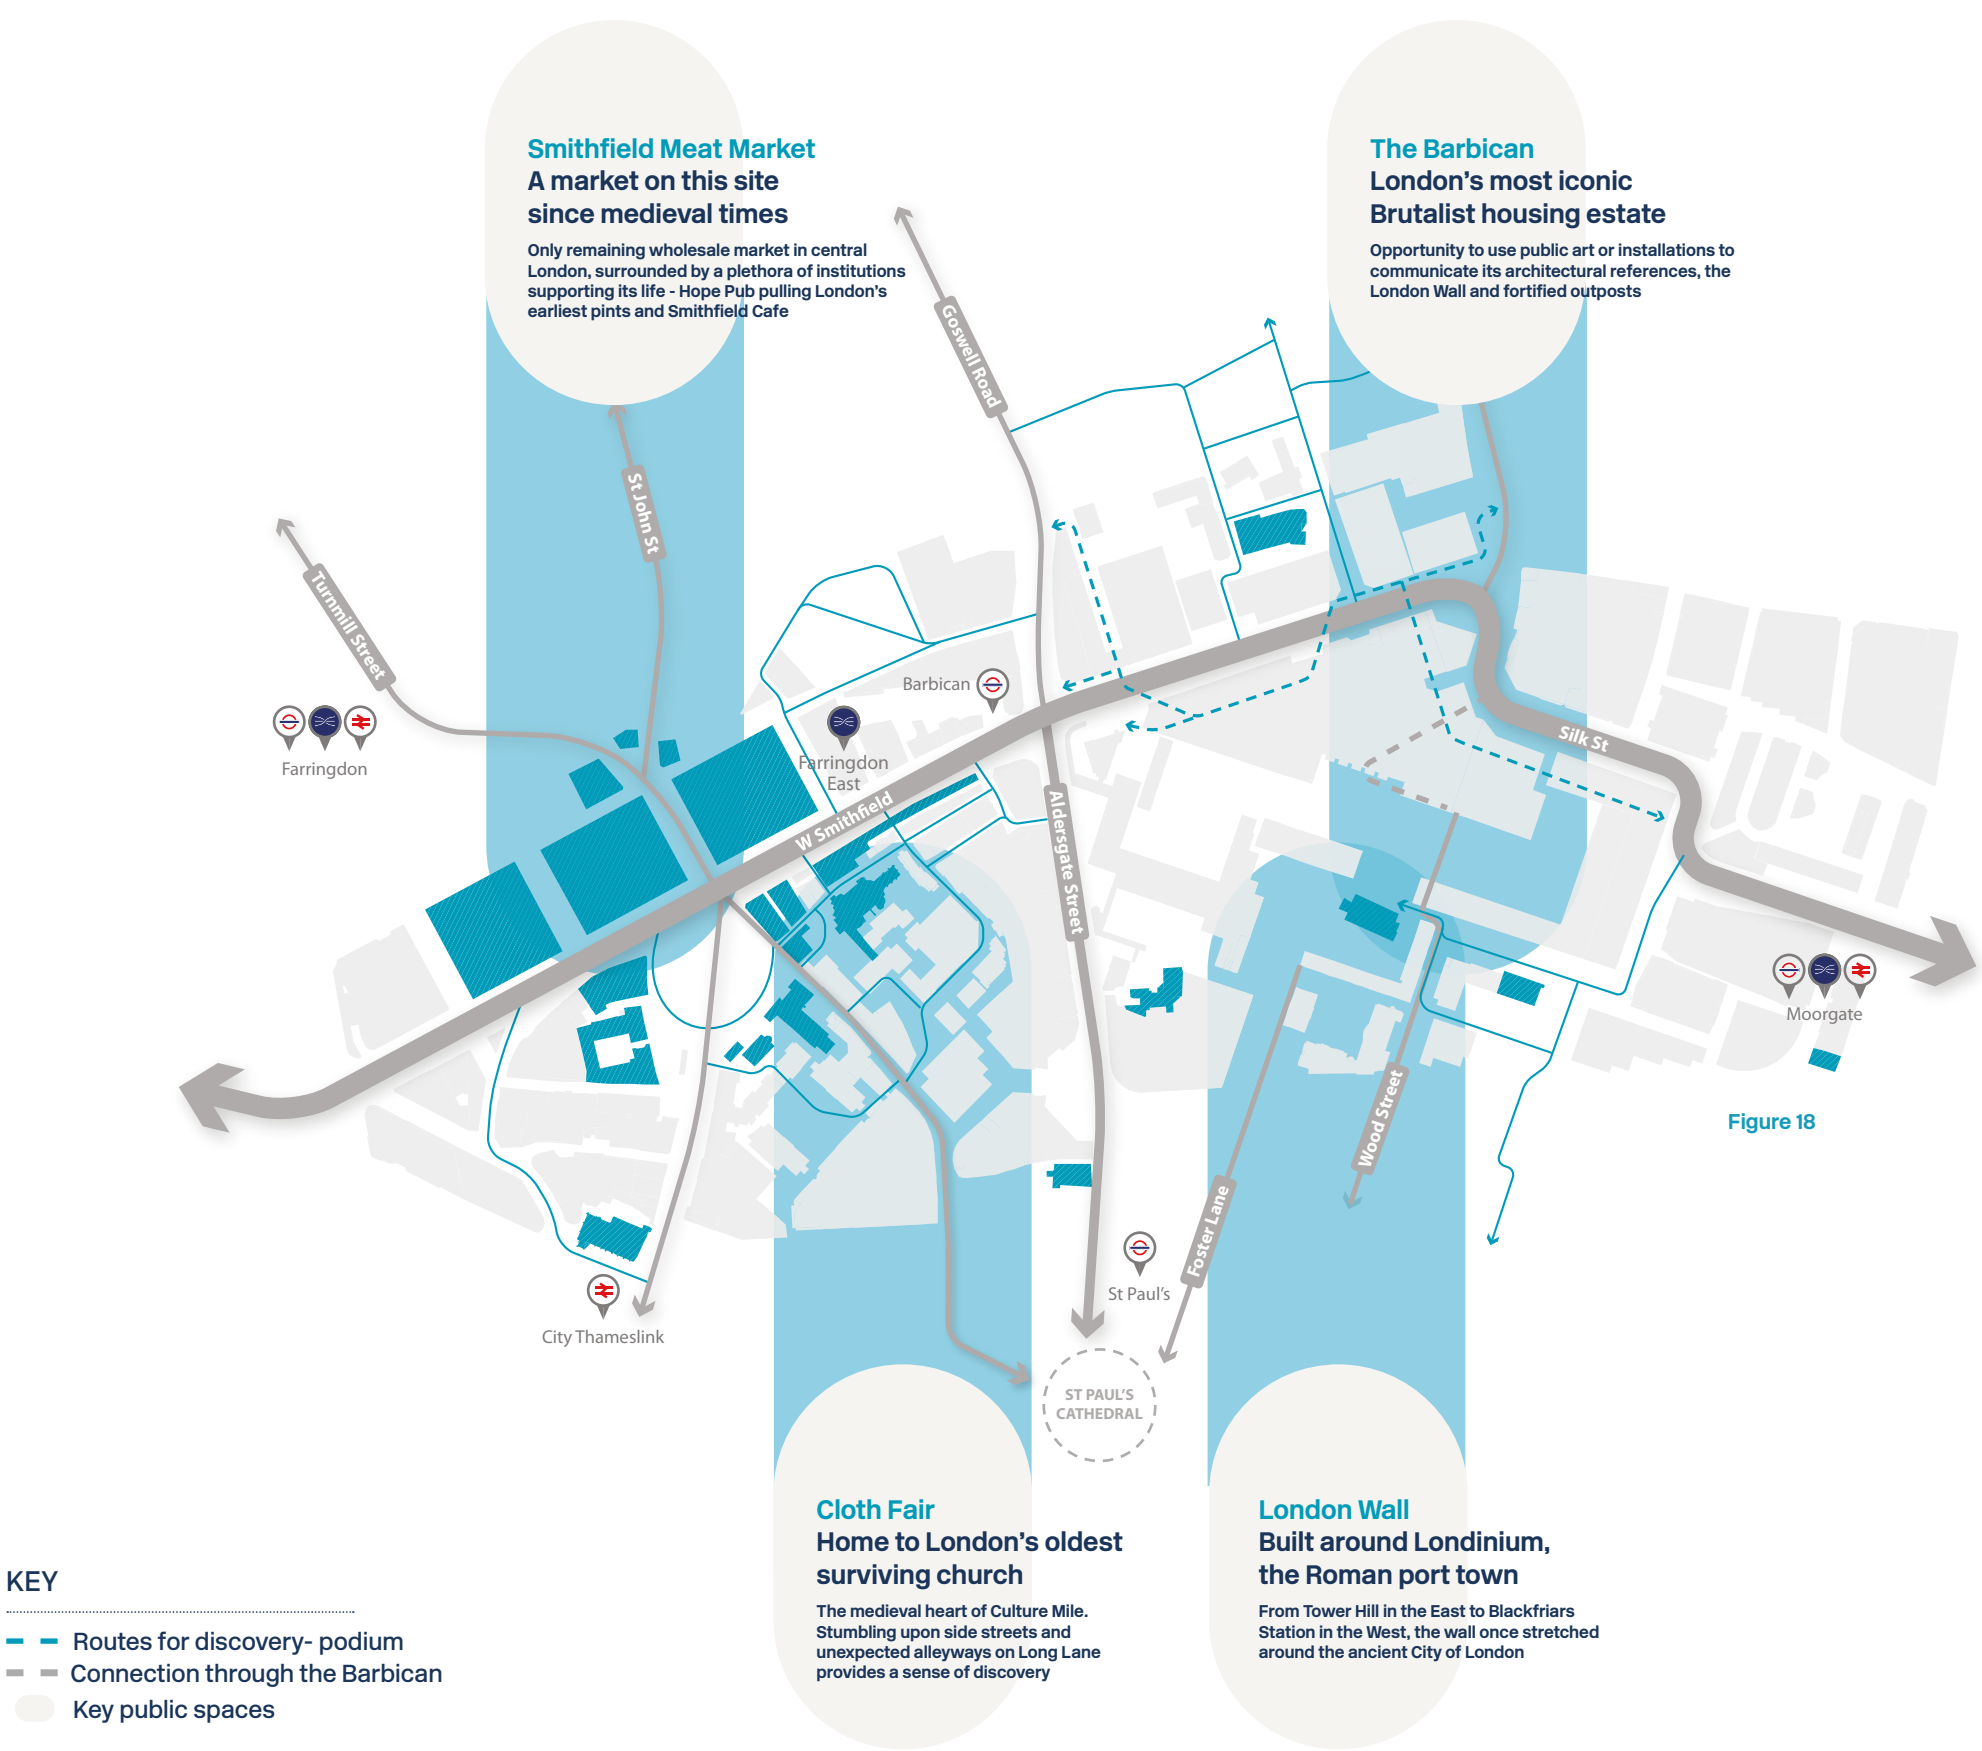 Smithfield Meat Market
A market on this site
since medieval times
Only remaining wholesale market in central
London, surrounded by a plethora of institutions
supporting its life - Hope Pub pulling London's
earliest pints and Smithfield Cafe
The Barbican
London's most iconic
Brutalist housing estate
Opportunity to use public art or installations to
communicate its architectural references, the
London Wall and fortified outposts
Goswell Road
St John St
Turnmill Street
Barbican
Farringdon
Farringdon
East
W Smithfield
Aldersgate Street
Silk St
Moorgate
Wood Street
Figure 18
Foster Lane
St Paul's
City Thameslink
ST PAUL'S
CATHEDRAL
Cloth Fair
Home to London's oldest
surviving church
The medieval heart of Culture Mile.
Stumbling upon side streets and
unexpected alleyways on Long Lane
provides a sense of discovery
London Wall
Built around Londinium,
the Roman port town
From Tower Hill in the East to Blackfriars
Station in the West, the wall once stretched
around the ancient City of London
KEY
Routes for discovery- podium
Connection through the Barbican
Key public spaces